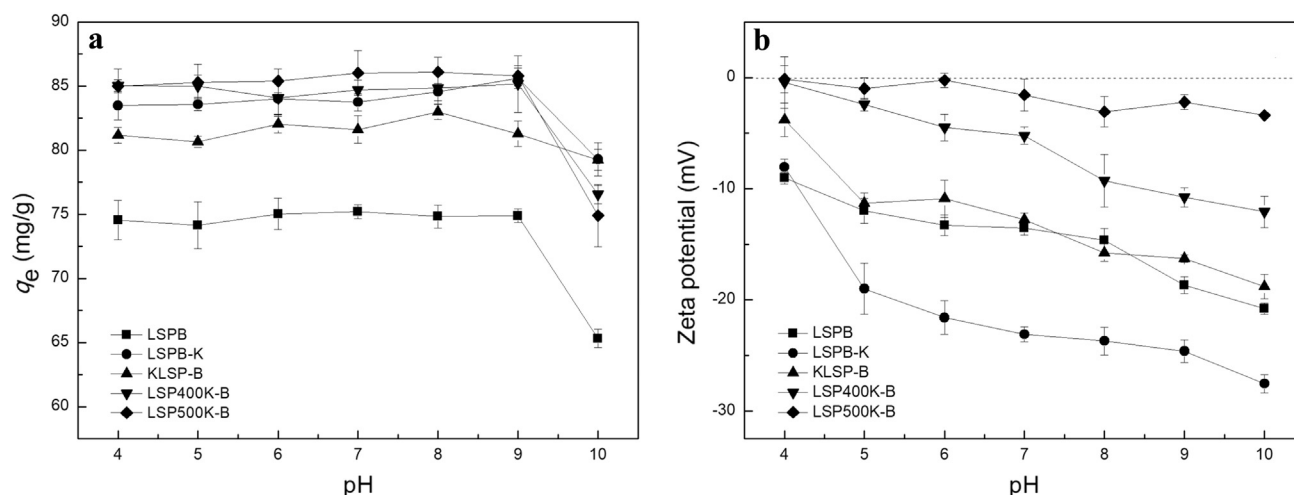 a
90
85
80
75
70
65
60
qe (mg/g)
LSPB
LSPB-K
KLSP-B
LSP400K-B
LSP500K-B
4 5 6 7 8 9 10
pH
b
0
-10
-20
-30
Zeta potential (mV)
LSPB
LSPB-K
KLSP-B
LSP400K-B
LSP500K-B
4 5 6 7 8 9 10
pH